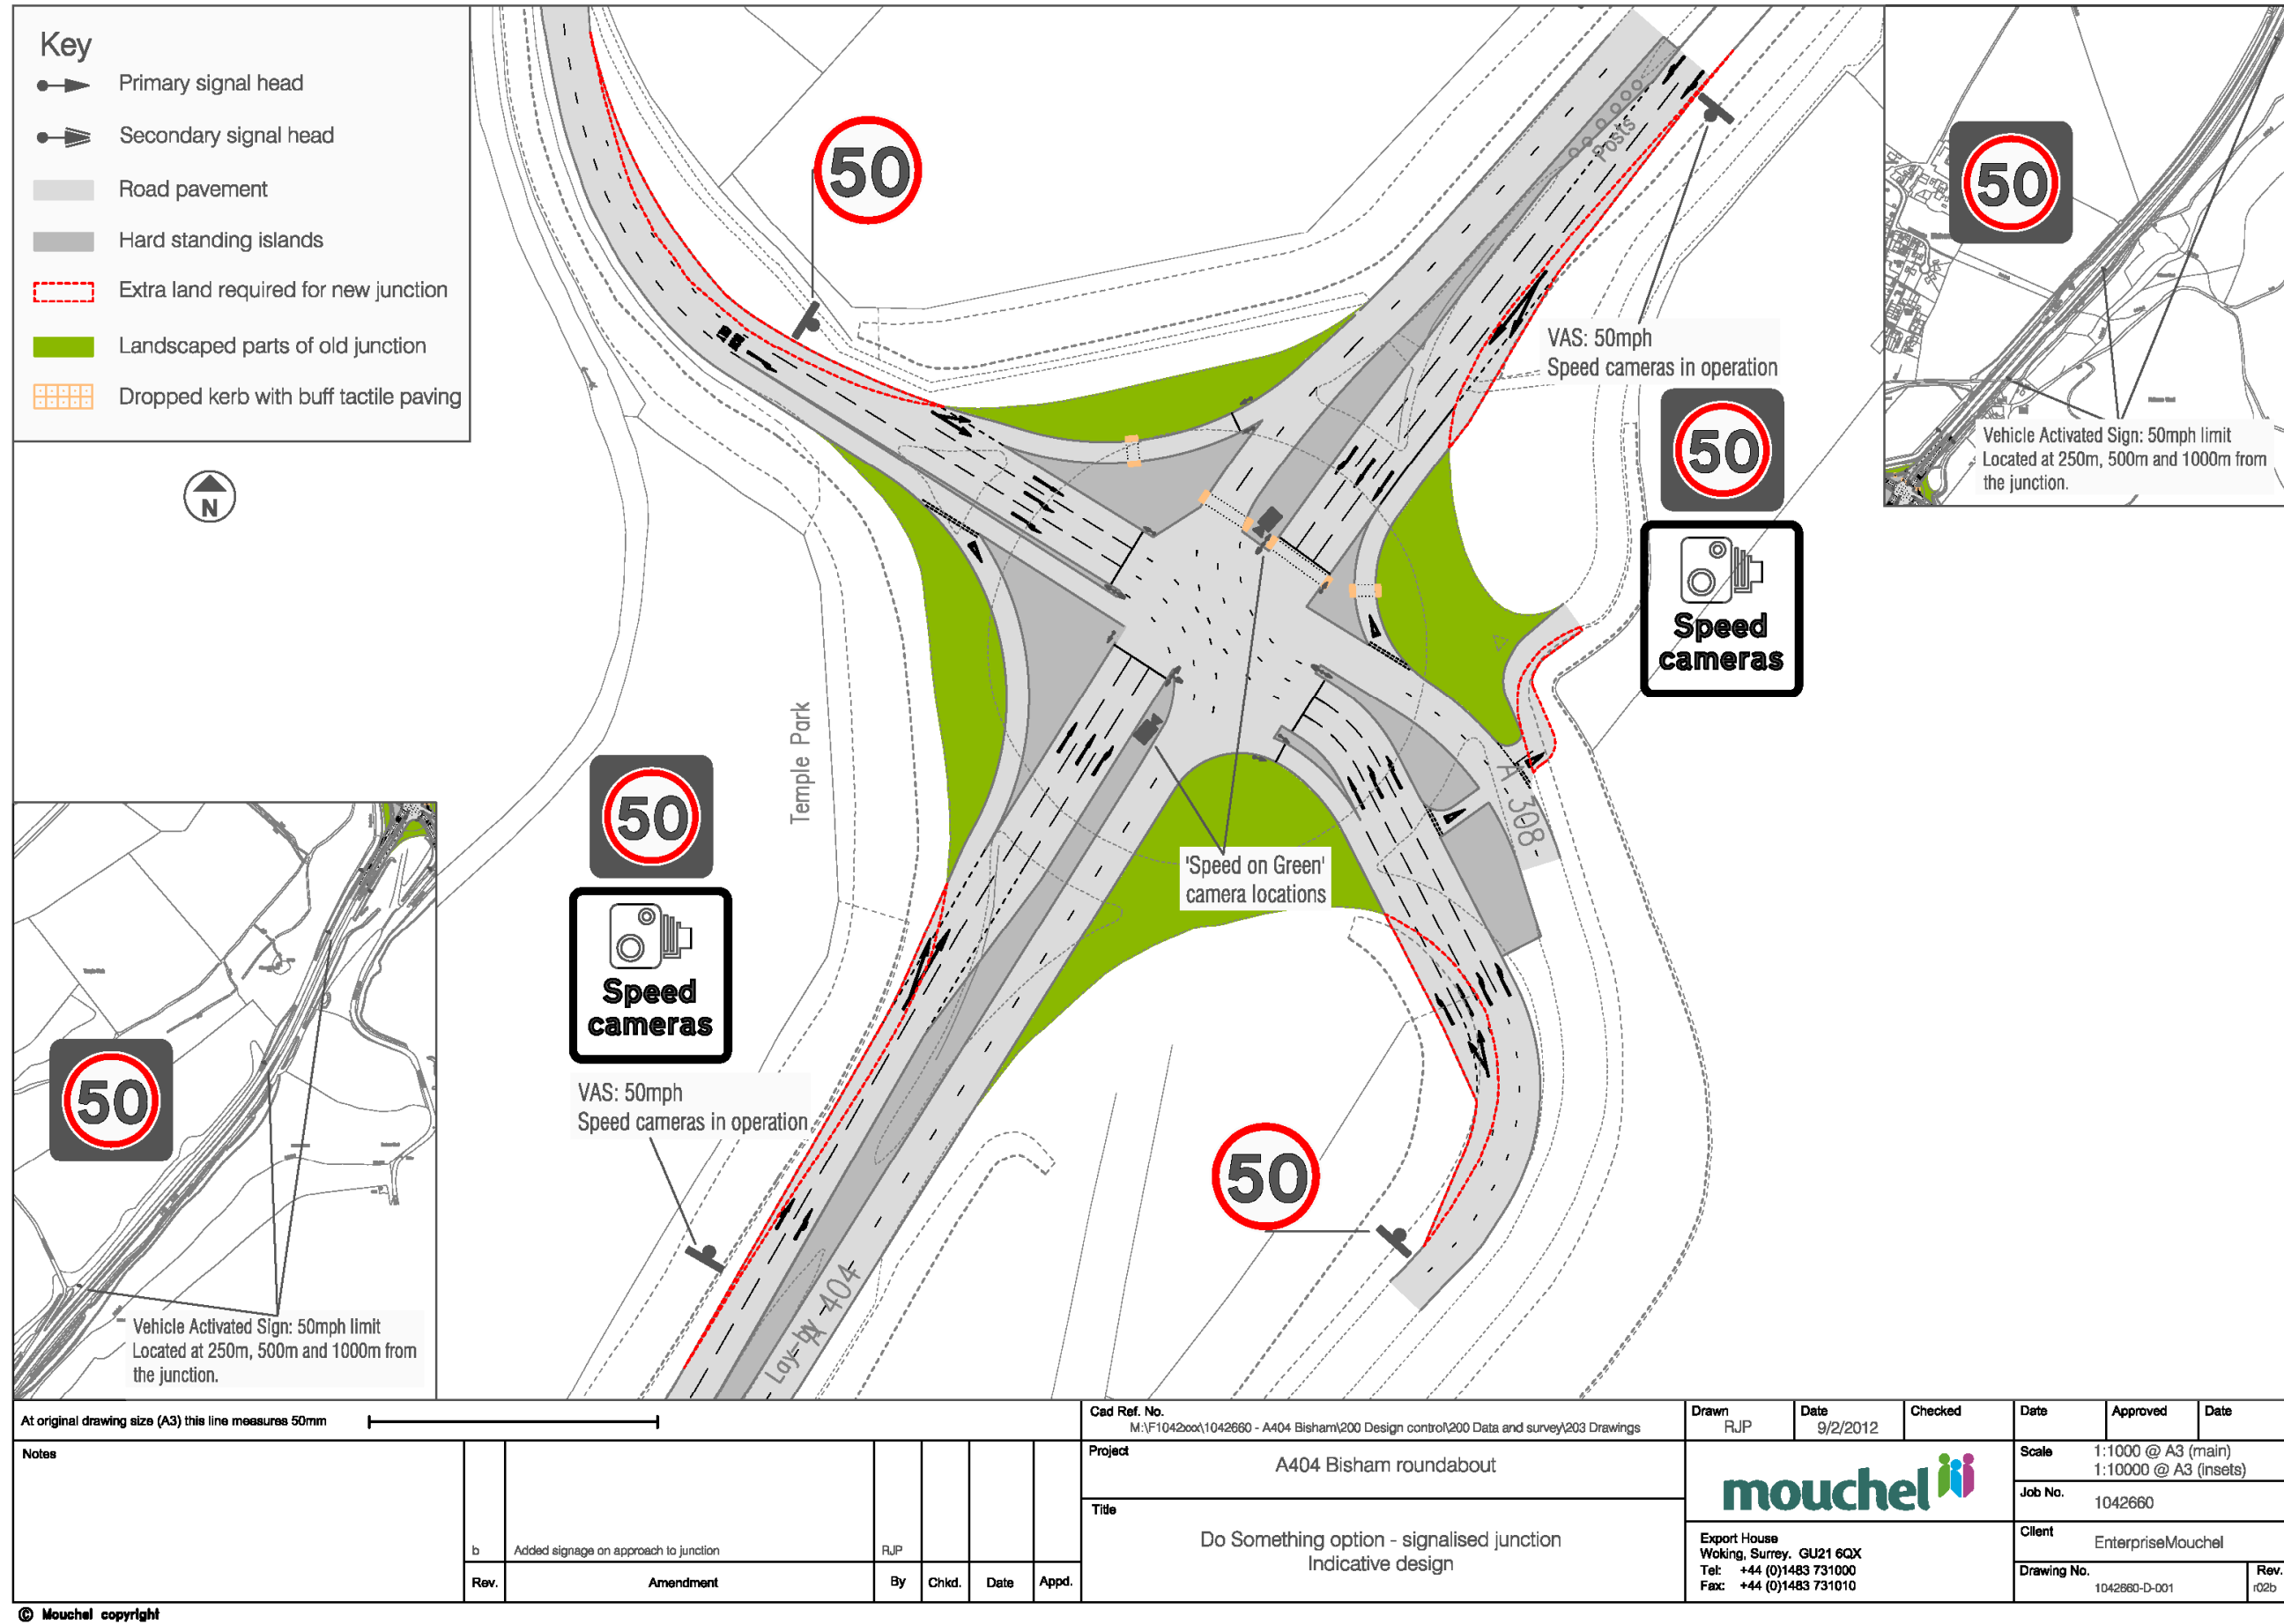 Key
Primary signal head
Secondary signal head
Road pavement
Hard standing islands
Extra land required for new junction
Landscaped parts of old junction
Dropped kerb with buff tactile paving
N
50
Posts
VAS: 50mph
Speed cameras in operation
50
Speed
cameras
50
Vehicle Activated Sign: 50mph limit
Located at 250m, 500m and 1000m from
the junction.
Temple Park
50
Speed
cameras
VAS: 50mph
Speed cameras in operation
'Speed on Green'
camera locations
A 308
50
Lay-by
A 404
50
Vehicle Activated Sign: 50mph limit
Located at 250m, 500m and 1000m from
the junction.
At original drawing size (A3) this line measures 50mm
Notes
b Added signage on approach to junction RJP
Rev. Amendment By Chkd. Date Appd.
Cad Ref. No.
M:\F1042xxx\1042660 - A404 Bisham\200 Design control\200 Data and survey\203 Drawings
Project
A404 Bisham roundabout
Title
Do Something option - signalised junction
Indicative design
Drawn Date Checked Date Approved Date
RJP 9/2/2012
mouchel
Export House
Woking, Surrey. GU21 6QX
Tel: +44 (0)1483 731000
Fax: +44 (0)1483 731010
Scale 1:1000 @ A3 (main)
1:10000 @ A3 (insets)
Job No. 1042660
Client EnterpriseMouchel
Drawing No. Rev.
1042660-D-001 r02b
© Mouchel copyright